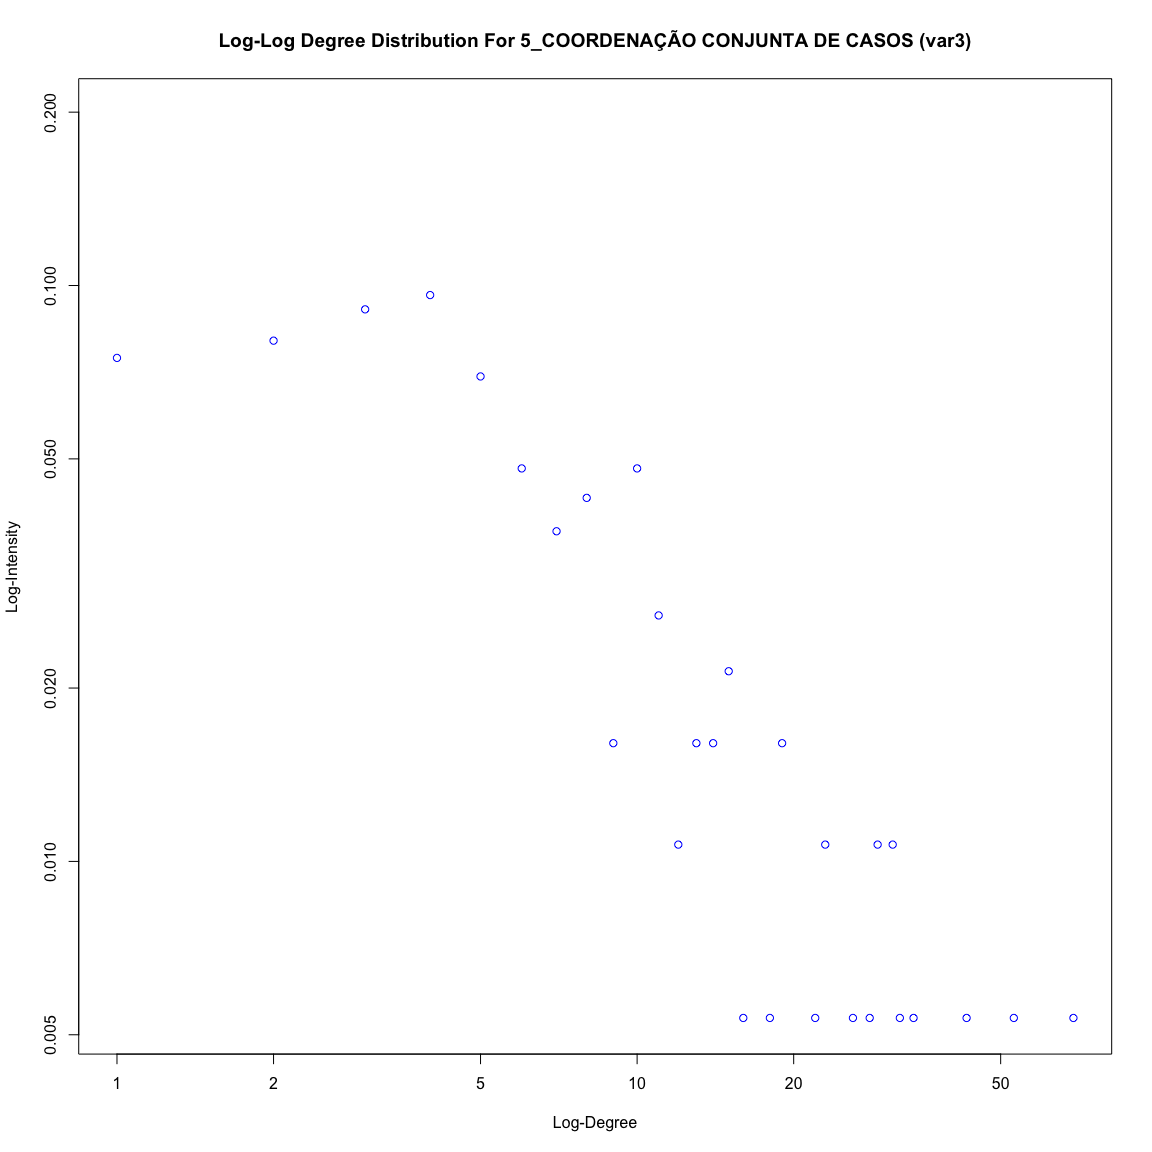 Log-Log Degree Distribution For 5_COORDENAÇÃO CONJUNTA DE CASOS (var3)
0.200
0.100
0.050
0.020
0.010
0.005
Log-Intensity
1 2 5 10 20 50
Log-Degree